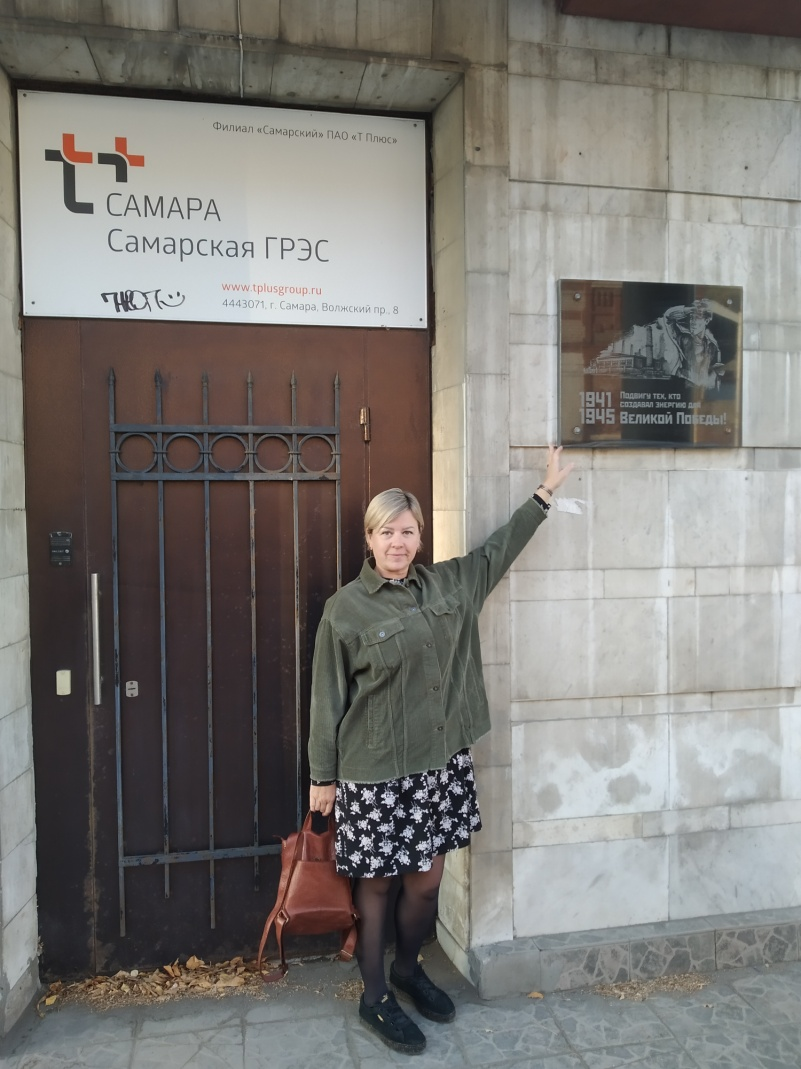 Филиал «Самарский» ПАО «Т Плюс»
САМАРА
Самарская ГРЭС
www.tplusgroup.ru
4443071, г. Самара, Волжский пр., 8
1941
1945
Подвигу тех, кто
создавал энергию для
Великой Победы!